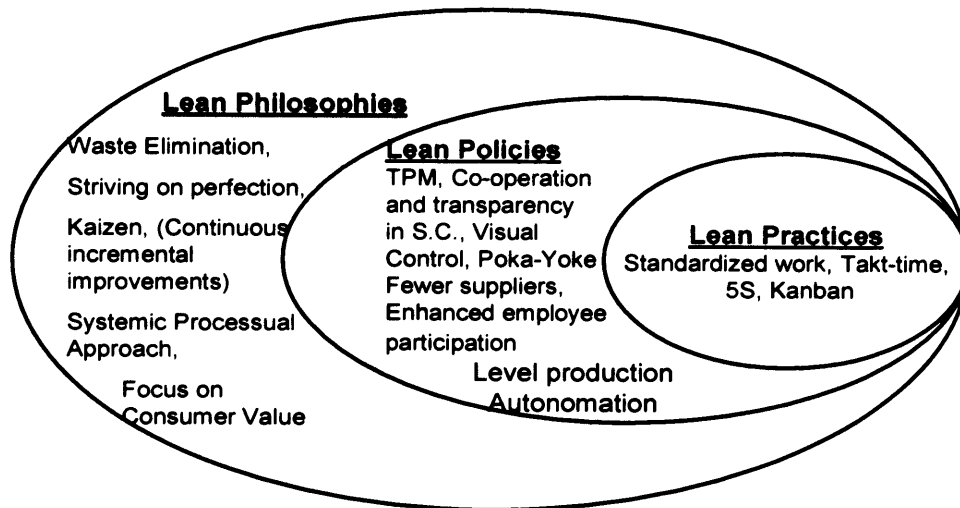 Lean Philosophies
Waste Elimination,
Striving on perfection,
Kaizen, (Continuous
incremental
improvements)
Systemic Processual
Approach,
Focus on
Consumer Value
Lean Policies
TPM, Co-operation
and transparency
in S.C., Visual
Control, Poka-Yoke
Fewer suppliers,
Enhanced employee
participation
Level production
Autonomation
Lean Practices
Standardized work, Takt-time,
5S, Kanban